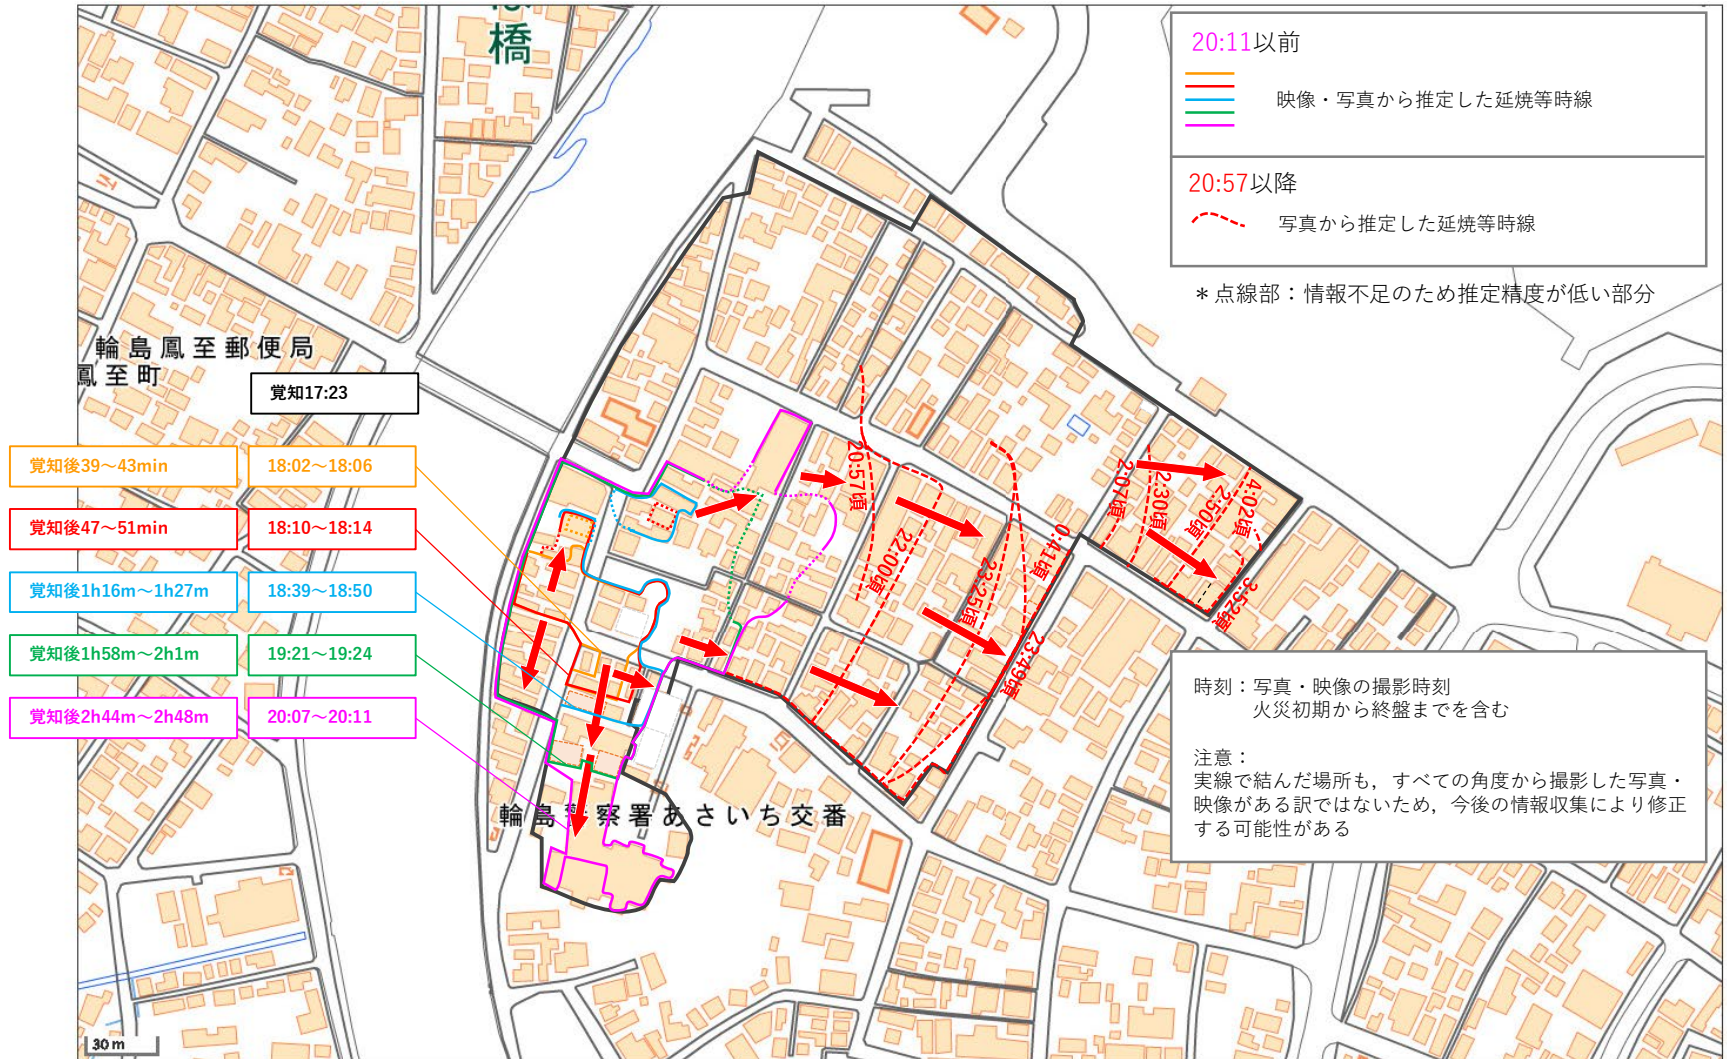 橋
20:11以前
映像・写真から推定した延焼等時線
20:57以降
写真から推定した延焼等時線
＊点線部：情報不足のため推定精度が低い部分
輪島鳳至郵便局
鳳至町
覚知17:23
覚知後39～43min
18:02～18:06
覚知後47～51min
18:10～18:14
覚知後1h16m～1h27m
18:39～18:50
覚知後1h58m～2h1m
19:21～19:24
覚知後2h44m～2h48m
20:07～20:11
20:57頃
22:00頃
23:25頃
0:41頃
23:49頃
2:07頃
2:30頃
2:50頃
4:02頃
3:52頃
輪島警察署あさいち交番
時刻：写真・映像の撮影時刻
火災初期から終盤までを含む
注意：
実線で結んだ場所も，すべての角度から撮影した写真・
映像がある訳ではないため，今後の情報収集により修正
する可能性がある
30 m